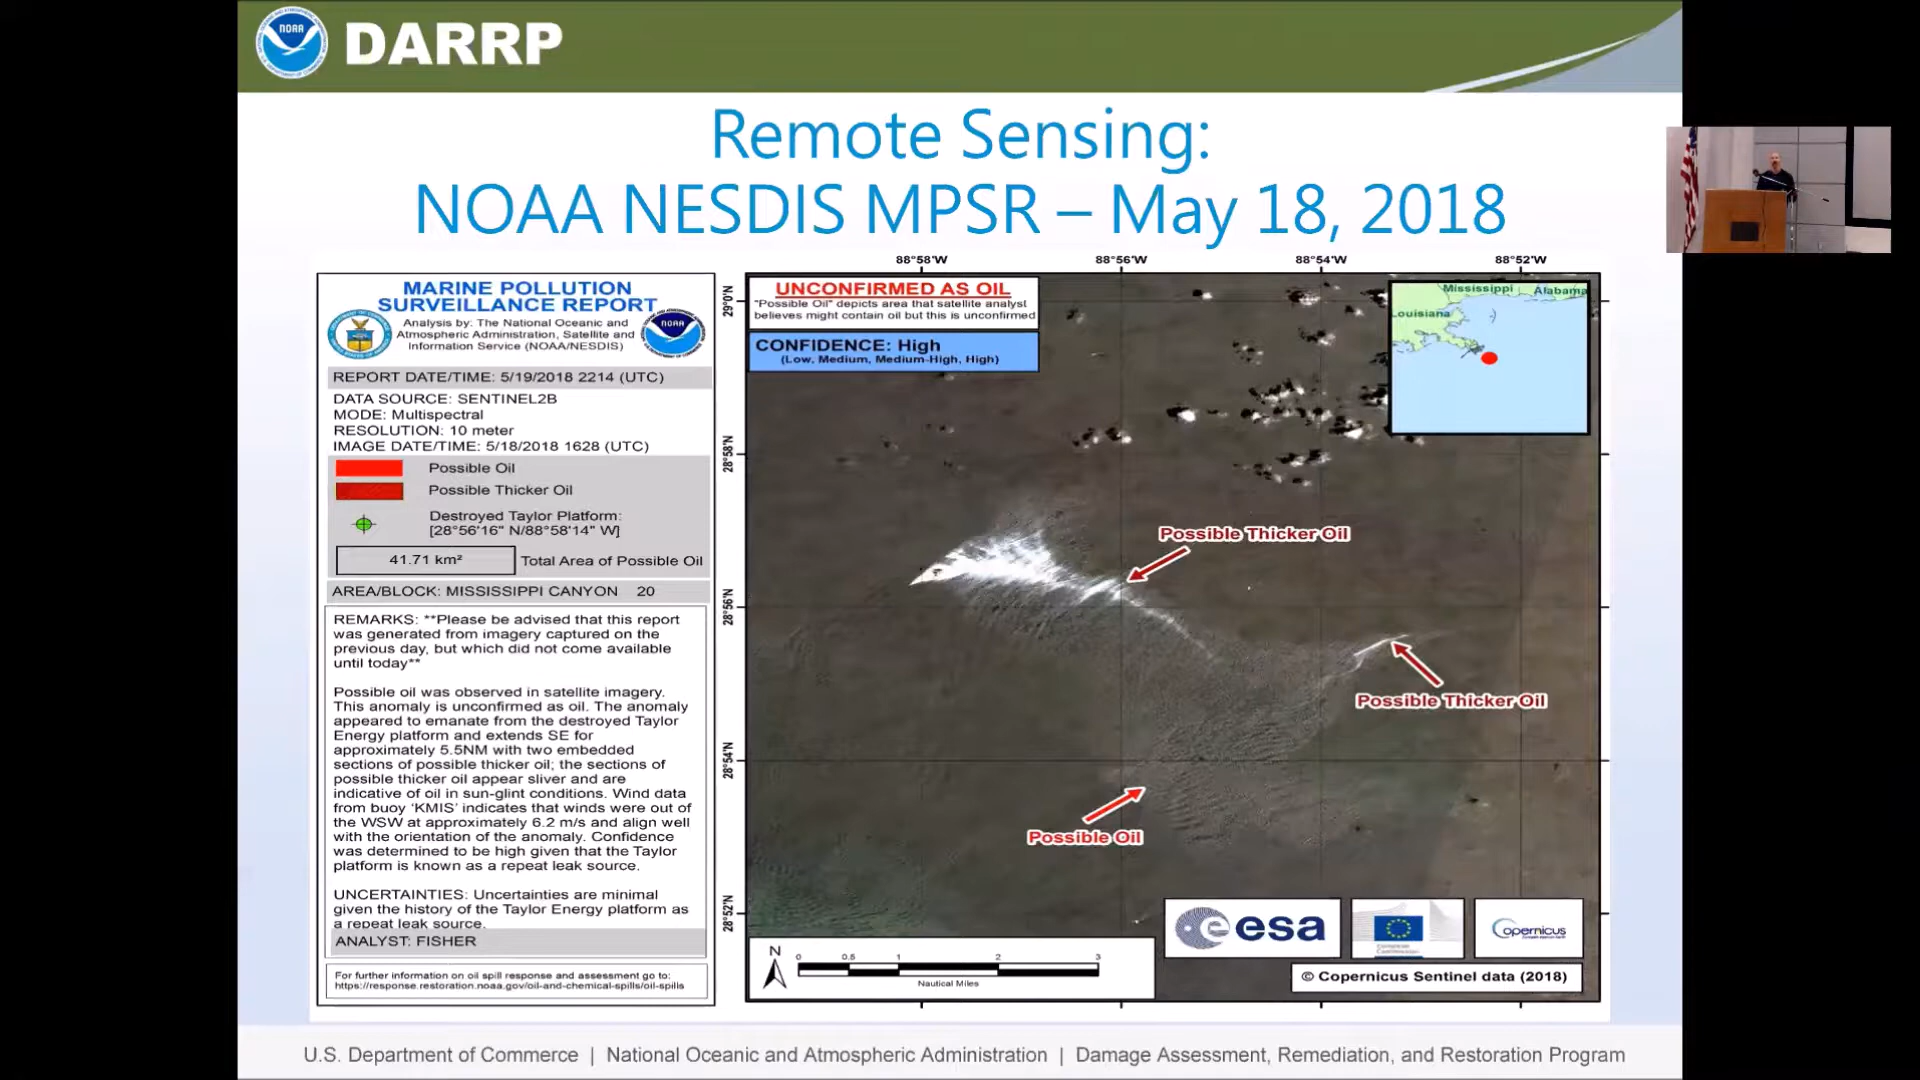 NOAA
DARRP
Remote Sensing:
NOAA NESDIS MPSR – May 18, 2018
MARINE POLLUTION
SURVEILLANCE REPORT
Analysis by: The National Oceanic and
Atmospheric Administration, Satellite and
Information Service (NOAA/NESDIS)
NOAA
REPORT DATE/TIME: 5/19/2018 2214 (UTC)
DATA SOURCE: SENTINEL2B
MODE: Multispectral
RESOLUTION: 10 meter
IMAGE DATE/TIME: 5/18/2018 1628 (UTC)
Possible Oil
Possible Thicker Oil
Destroyed Taylor Platform:
[28°56'16" N/88°58'14" W]
41.71 km²
Total Area of Possible Oil
AREA/BLOCK: MISSISSIPPI CANYON 20
REMARKS: **Please be advised that this report
was generated from imagery captured on the
previous day, but which did not come available
until today**
Possible oil was observed in satellite imagery.
This anomaly is unconfirmed as oil. The anomaly
appeared to emanate from the destroyed Taylor
Energy platform and extends SE for
approximately 5.5NM with two embedded
sections of possible thicker oil; the sections of
possible thicker oil appear sliver and are
indicative of oil in sun-glint conditions. Wind data
from buoy 'KMIS' indicates that winds were out of
the WSW at approximately 6.2 m/s and align well
with the orientation of the anomaly. Confidence
was determined to be high given that the Taylor
platform is known as a repeat leak source.
UNCERTAINTIES: Uncertainties are minimal
given the history of the Taylor Energy platform as
a repeat leak source.
ANALYST: FISHER
For further information on oil spill response and assessment go to:
https://response.restoration.noaa.gov/oil-and-chemical-spills/oil-spills
88°58'W
88°56'W
88°54'W
88°52'W
29°0'N
28°58'N
28°56'N
28°54'N
28°52'N
UNCONFIRMED AS OIL
"Possible Oil" depicts area that satellite analyst
believes might contain oil but this is unconfirmed
CONFIDENCE: High
(Low, Medium, Medium-High, High)
Mississippi
Alabama
Louisiana
Possible Thicker Oil
Possible Thicker Oil
Possible Oil
N
0 0.5 1 2 3
Nautical Miles
esa
opernicus
© Copernicus Sentinel data (2018)
U.S. Department of Commerce | National Oceanic and Atmospheric Administration | Damage Assessment, Remediation, and Restoration Program